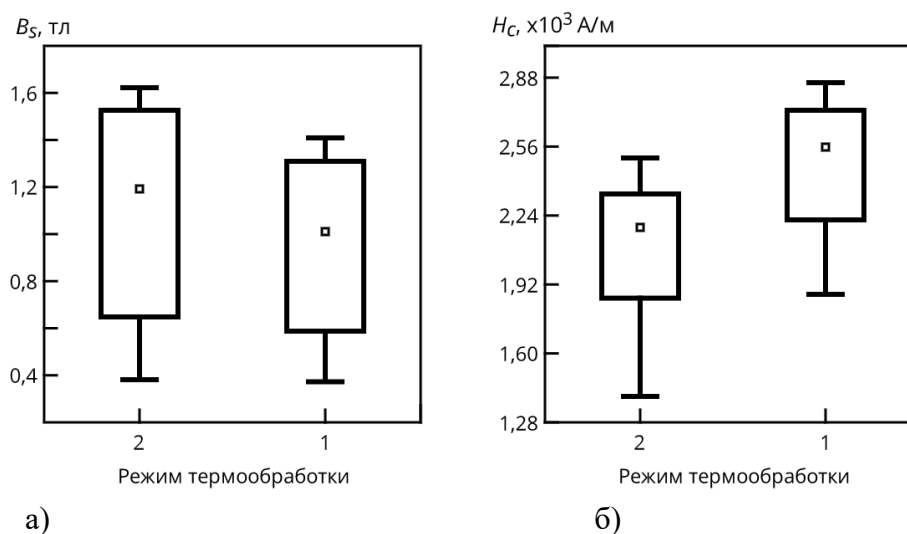 B_S, тл
1,6
1,2
0,8
0,4
2
1
Режим термообработки
а)
H_C, x10³ А/м
2,88
2,56
2,24
1,92
1,60
1,28
2
1
Режим термообработки
б)